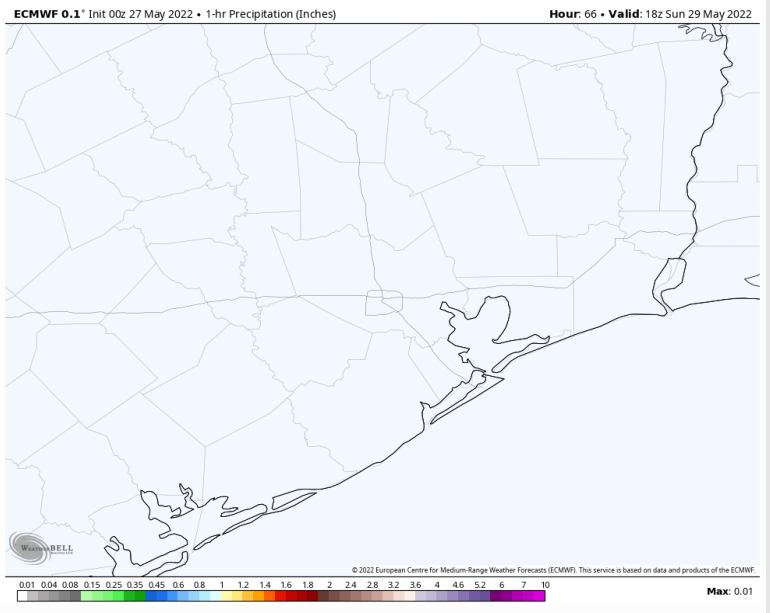 ECMWF 0.1° Init 00z 27 May 2022 • 1-hr Precipitation (Inches) Hour: 66 • Valid: 18z Sun 29 May 2022
WEATHERBELL
© 2022 European Centre for Medium-Range Weather Forecasts (ECMWF). This service is based on data and products of the ECMWF.
0.01 0.04 0.08 0.15 0.25 0.35 0.45 0.6 0.8 1 1.2 1.4 1.6 1.8 2 2.4 2.8 3.2 3.6 4 4.6 5.2 6 7 10 Max: 0.01